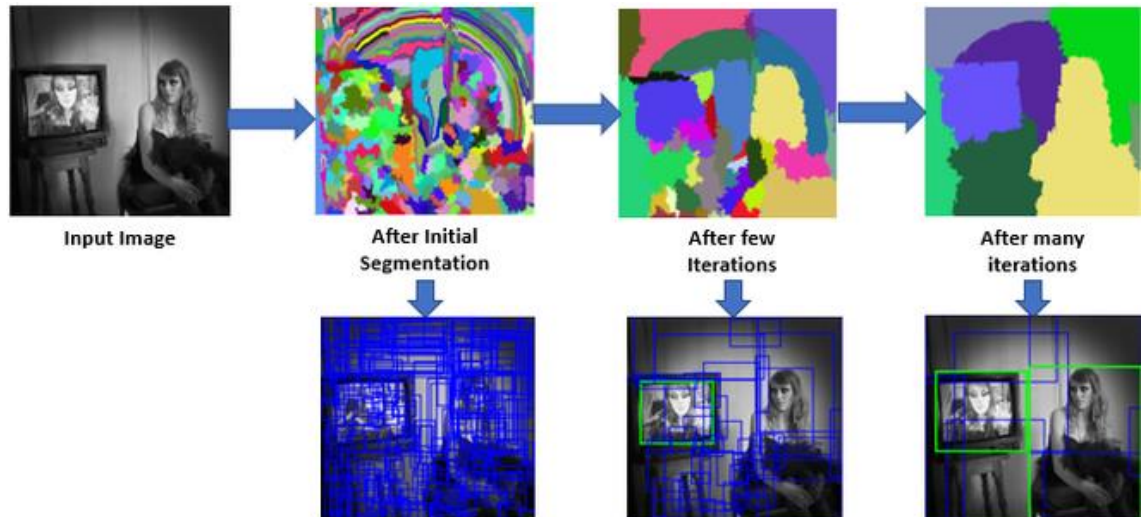 Input Image
After Initial
Segmentation
After few
Iterations
After many
iterations